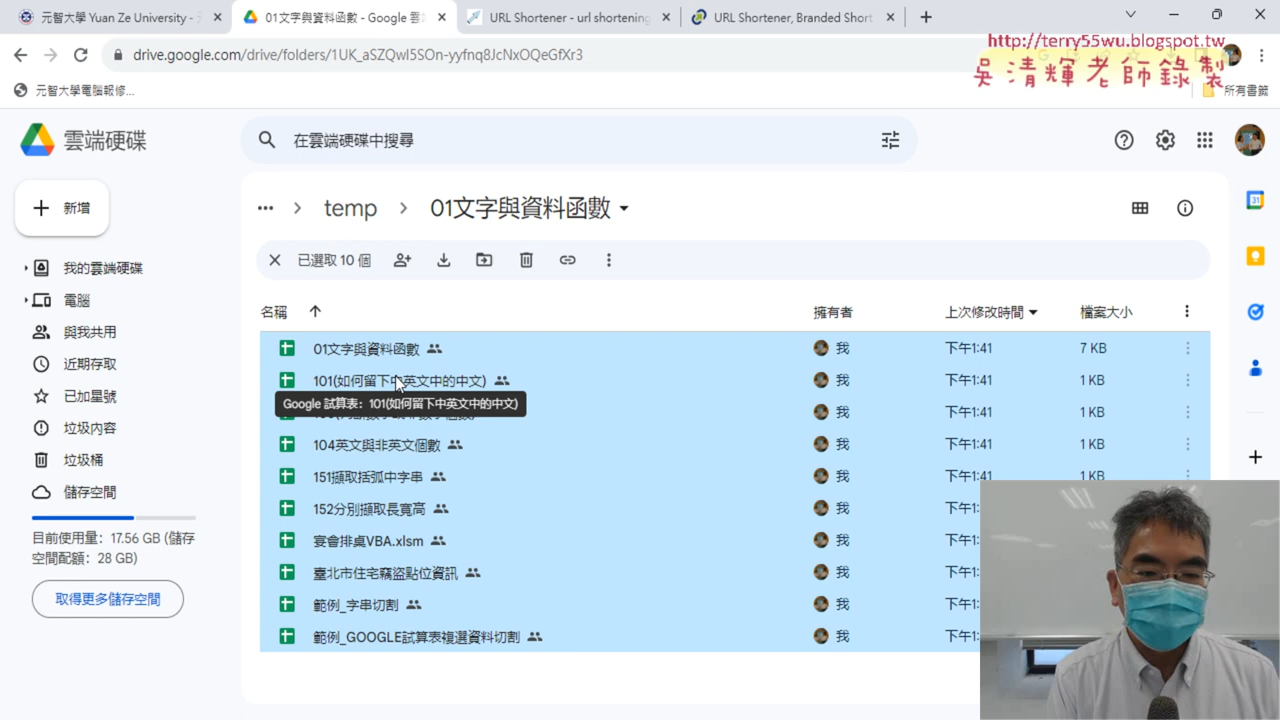 元智大學 Yuan Ze University - 元
01文字與資料函數 - Google 雲
URL Shortener - url shortening
URL Shortener, Branded Short
drive.google.com/drive/folders/1UK_aSZQwI5SOn-yyfnq8JcNxOQeGfXr3
http://terry55wu.blogspot.tw
吳清輝老師錄製
元智大學電腦報修...
所有書籤
雲端硬碟
在雲端硬碟中搜尋
新增
temp
01文字與資料函數
已選取 10 個
我的雲端硬碟
電腦
與我共用
近期存取
已加星號
垃圾內容
垃圾桶
儲存空間
目前使用量：17.56 GB (儲存
空間配額：28 GB)
取得更多儲存空間
名稱
擁有者
上次修改時間
檔案大小
01文字與資料函數
我
下午1:41
7 KB
101(如何留下中英文中的中文)
我
下午1:41
1 KB
Google 試算表：101(如何留下中英文中的中文)
我
下午1:41
1 KB
104英文與非英文個數
我
下午1:41
1 KB
151擷取括弧中字串
我
下午1:41
1 KB
152分別擷取長寬高
我
下午1:
宴會排桌VBA.xlsm
我
下午1:
臺北市住宅竊盜點位資訊
我
下午1:
範例_字串切割
我
下午1:
範例_GOOGLE試算表複選資料切割
我
下午1: